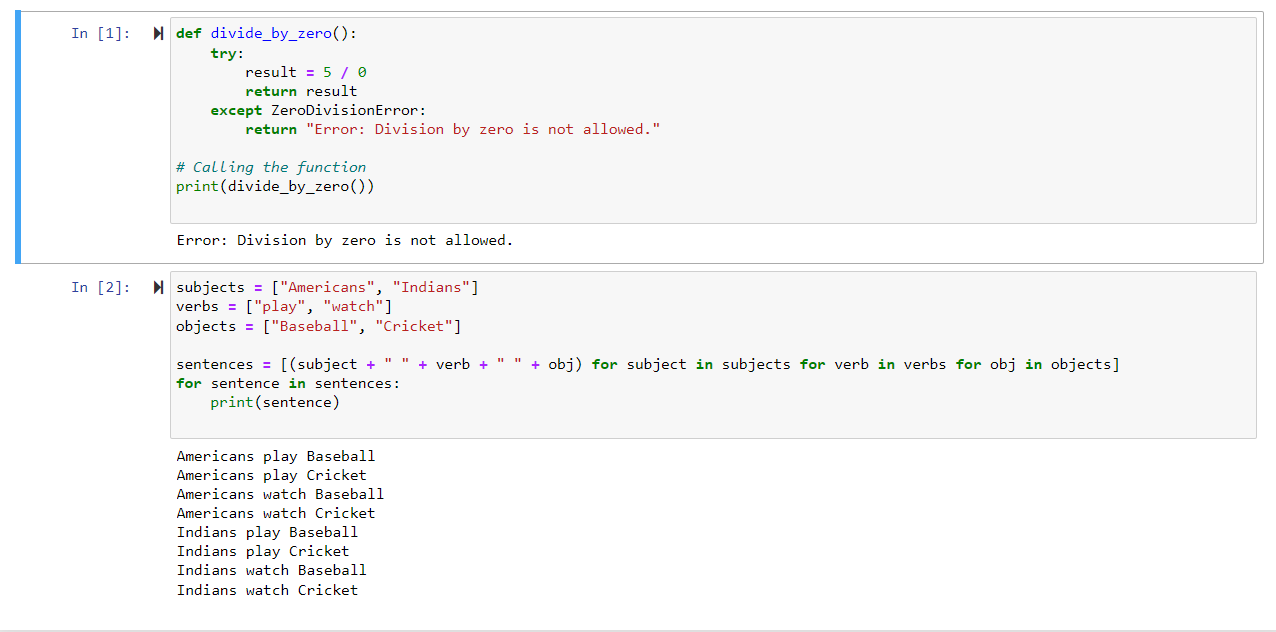 In [1]:
def divide_by_zero():
    try:
        result = 5 / 0
        return result
    except ZeroDivisionError:
        return "Error: Division by zero is not allowed."

# Calling the function
print(divide_by_zero())

Error: Division by zero is not allowed.
In [2]:
subjects = ["Americans", "Indians"]
verbs = ["play", "watch"]
objects = ["Baseball", "Cricket"]

sentences = [(subject + " " + verb + " " + obj) for subject in subjects for verb in verbs for obj in objects]
for sentence in sentences:
    print(sentence)

Americans play Baseball
Americans play Cricket
Americans watch Baseball
Americans watch Cricket
Indians play Baseball
Indians play Cricket
Indians watch Baseball
Indians watch Cricket